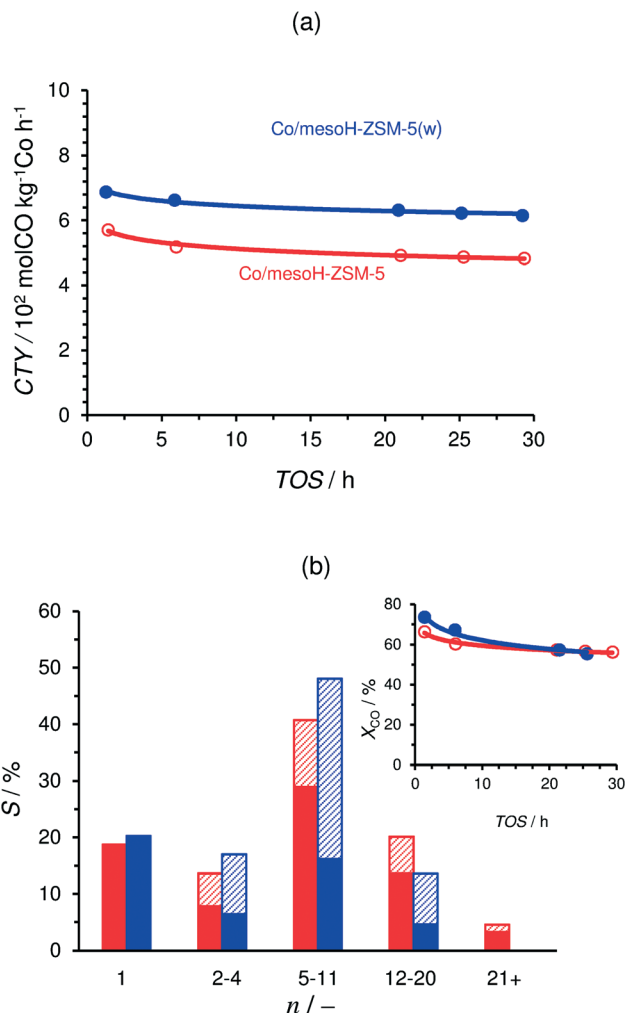 (a)
10
8
6
4
2
0
Co/mesoH-ZSM-5(w)
Co/mesoH-ZSM-5
CTY / 10² molCO kg⁻¹Co h⁻¹
0 5 10 15 20 25 30
TOS / h
(b)
60
50
40
30
20
10
0
S / %
1 2-4 5-11 12-20 21+
n / –
80
60
40
20
0
X_CO / %
0 10 20 30
TOS / h